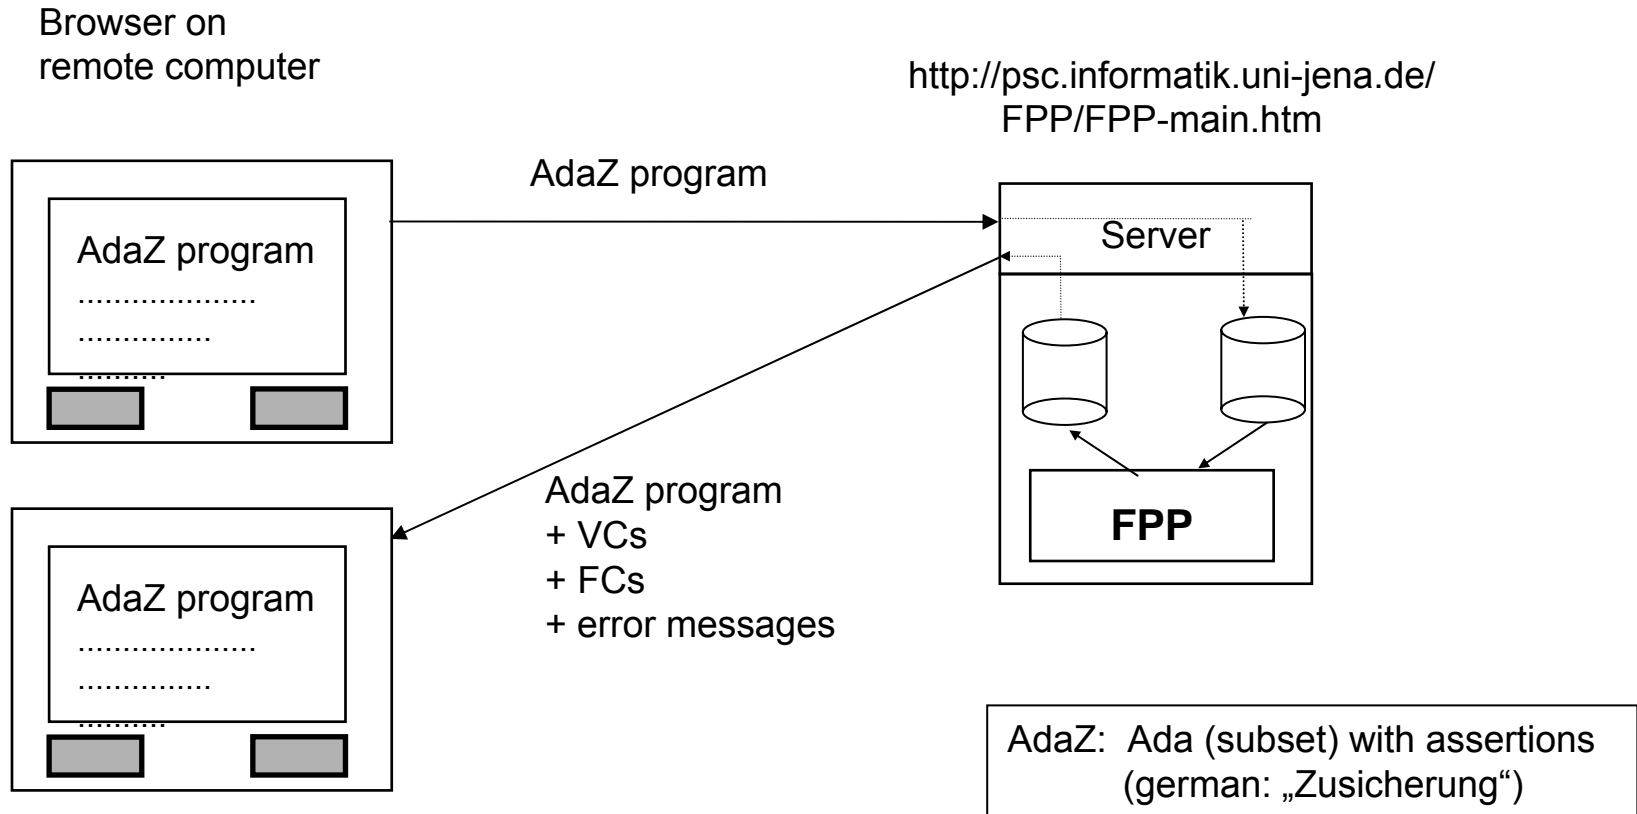 Browser on
remote computer
http://psc.informatik.uni-jena.de/
FPP/FPP-main.htm
AdaZ program
AdaZ program
.....................
...............
..........
Server
FPP
AdaZ program
+ VCs
+ FCs
+ error messages
AdaZ program
.....................
...............
..........
AdaZ: Ada (subset) with assertions
(german: „Zusicherung“)